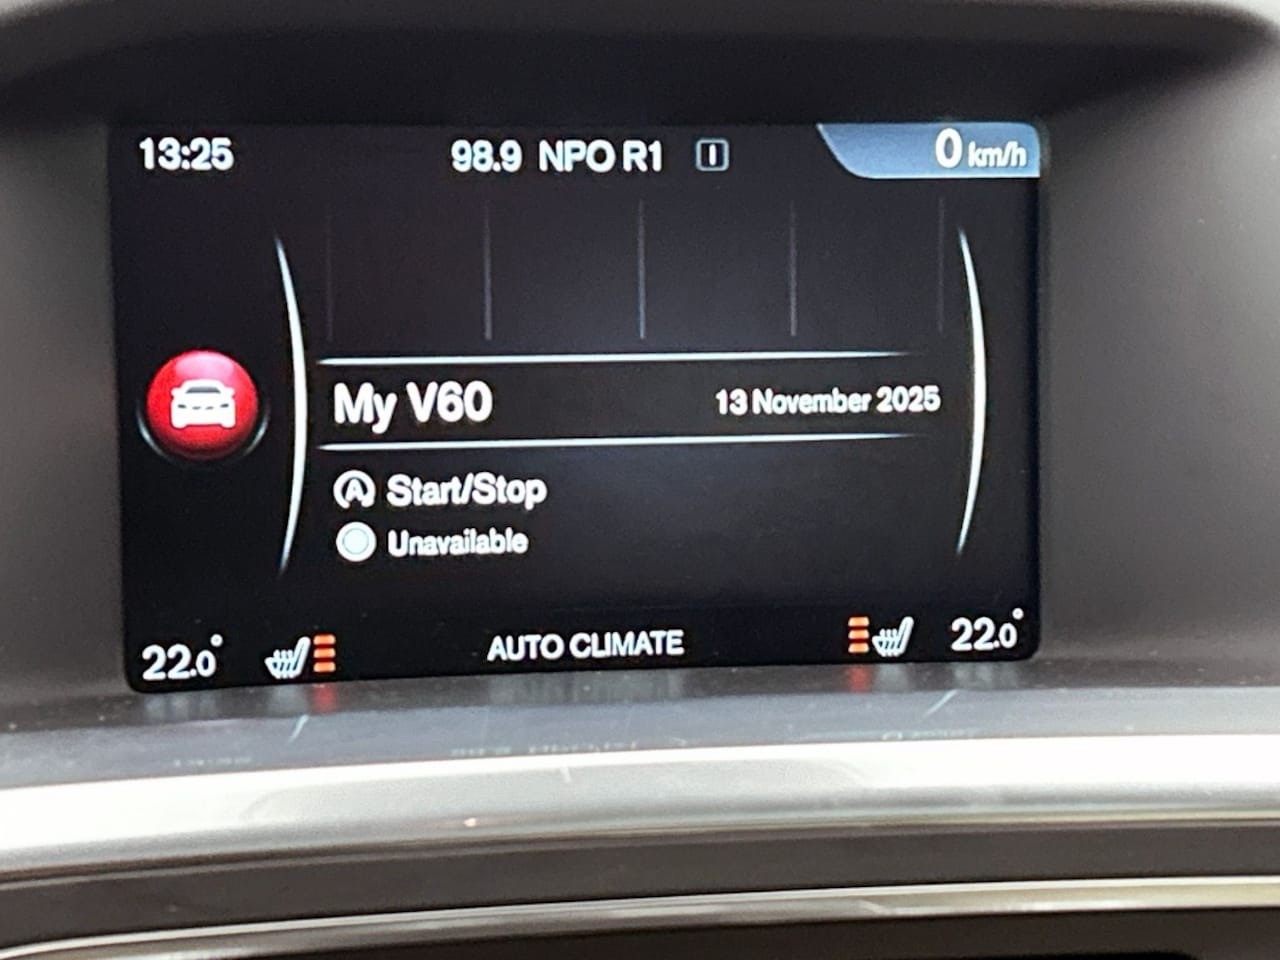 13:25 98.9 NPO R1 0 km/h
My V60 13 November 2025
A Start/Stop
Unavailable
22.0° AUTO CLIMATE 22.0°